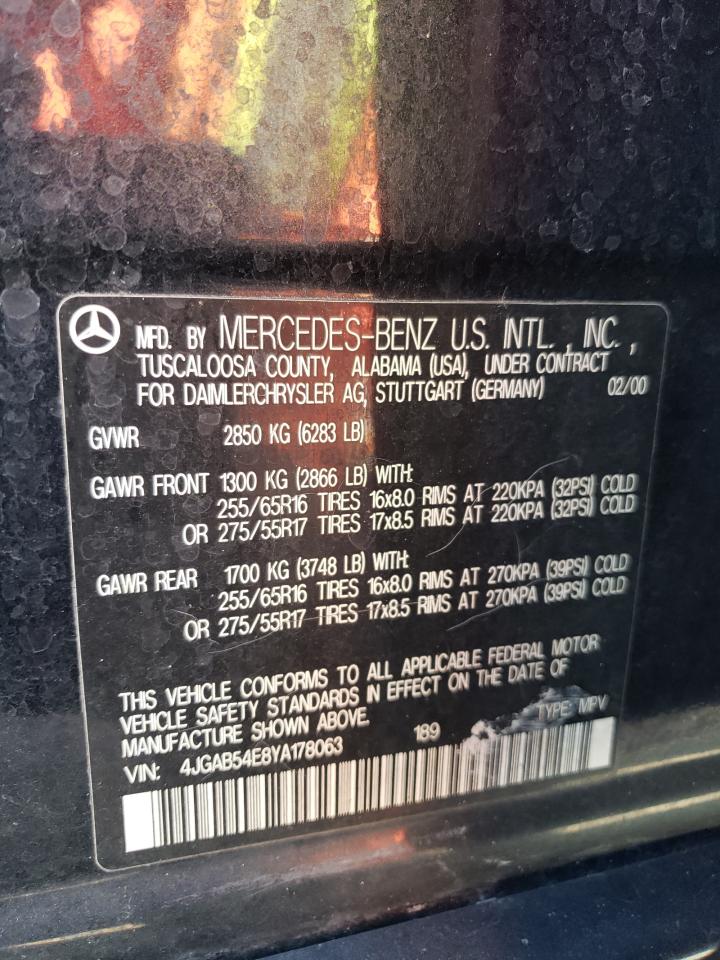 MFD. BY MERCEDES-BENZ U.S. INTL., INC.,
TUSCALOOSA COUNTY, ALABAMA (USA), UNDER CONTRACT
FOR DAIMLERCHRYSLER AG, STUTTGART (GERMANY) 02/00
GVWR 2850 KG (6283 LB)
GAWR FRONT 1300 KG (2866 LB) WITH:
255/65R16 TIRES 16x8.0 RIMS AT 220KPA (32PSI) COLD
OR 275/55R17 TIRES 17x8.5 RIMS AT 220KPA (32PSI) COLD
GAWR REAR 1700 KG (3748 LB) WITH:
255/65R16 TIRES 16x8.0 RIMS AT 270KPA (39PSI) COLD
OR 275/55R17 TIRES 17x8.5 RIMS AT 270KPA (39PSI) COLD
THIS VEHICLE CONFORMS TO ALL APPLICABLE FEDERAL MOTOR
VEHICLE SAFETY STANDARDS IN EFFECT ON THE DATE OF
MANUFACTURE SHOWN ABOVE.
VIN: 4JGAB54E8YA178063 189 TYPE: MPV